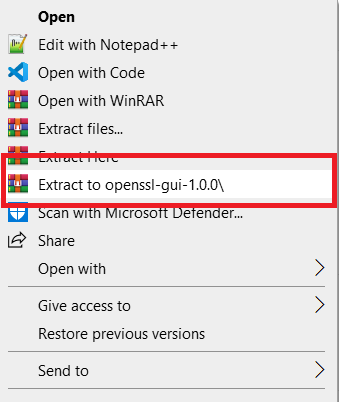 Open
Edit with Notepad++
Open with Code
Open with WinRAR
Extract files...
Extract Here
Extract to openssl-gui-1.0.0\
Scan with Microsoft Defender...
Share
Open with
Give access to
Restore previous versions
Send to